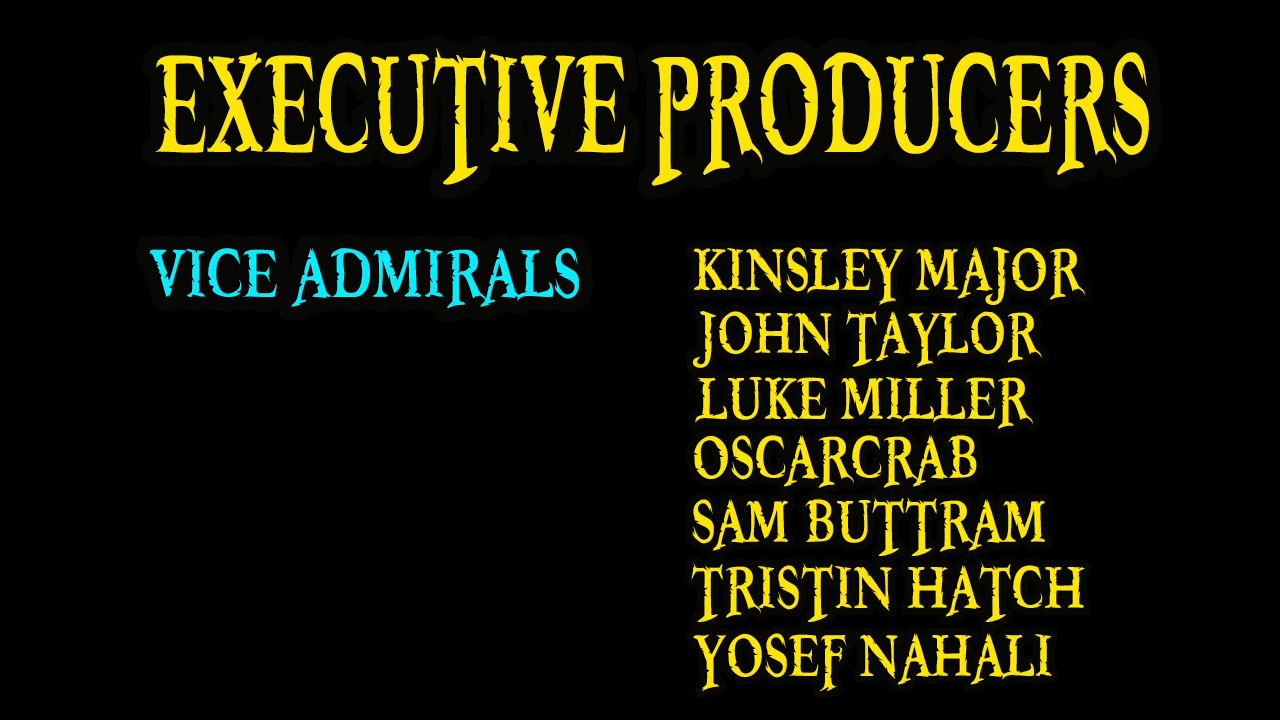 EXECUTIVE PRODUCERS
VICE ADMIRALS
KINSLEY MAJOR
JOHN TAYLOR
LUKE MILLER
OSCARCRAB
SAM BUTTRAM
TRISTIN HATCH
YOSEF NAHALI